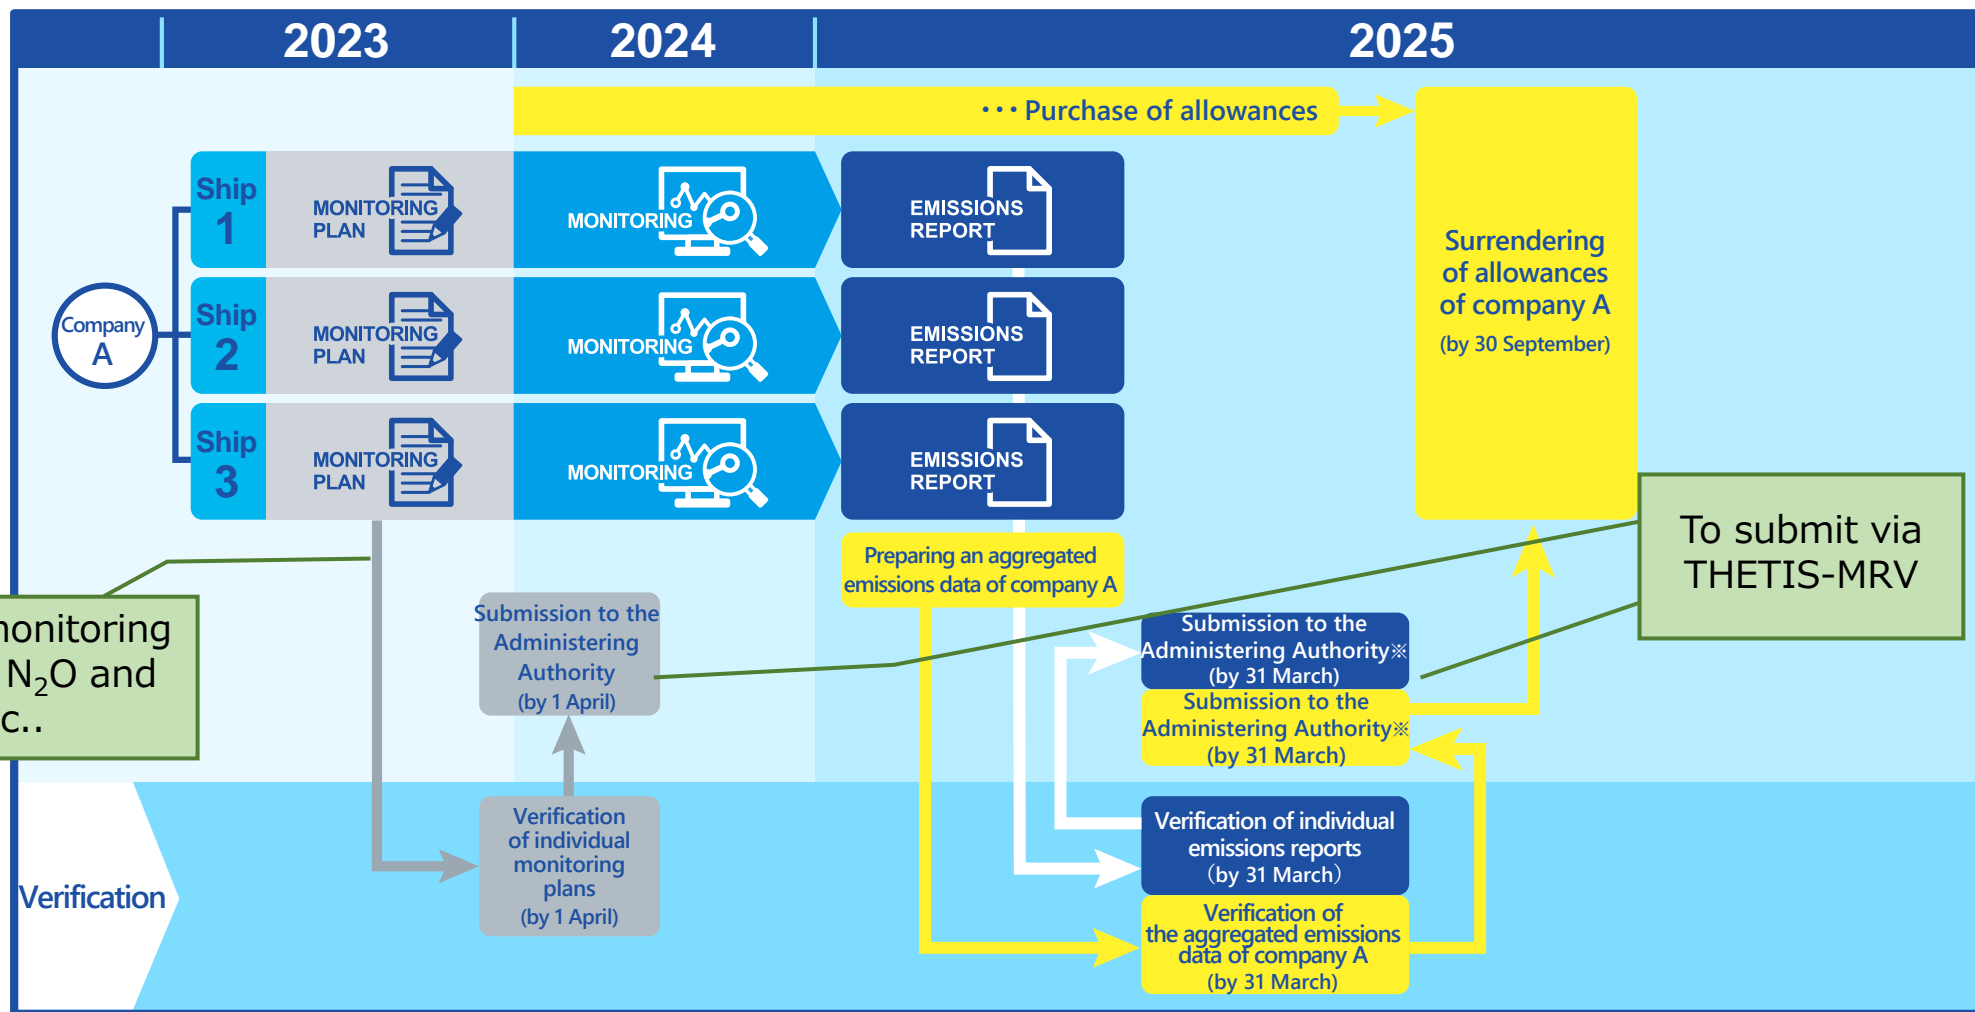 2023
2024
2025
··· Purchase of allowances
Company
A
Ship
1
MONITORING
PLAN
MONITORING
EMISSIONS
REPORT
Ship
2
MONITORING
PLAN
MONITORING
EMISSIONS
REPORT
Ship
3
MONITORING
PLAN
MONITORING
EMISSIONS
REPORT
Surrendering
of allowances
of company A
(by 30 September)
Preparing an aggregated
emissions data of company A
To submit via
THETIS-MRV
monitoring
N₂O and
c..
Submission to the
Administering
Authority
(by 1 April)
Submission to the
Administering Authority※
(by 31 March)
Submission to the
Administering Authority※
(by 31 March)
Verification
Verification
of individual
monitoring
plans
(by 1 April)
Verification of individual
emissions reports
(by 31 March)
Verification of
the aggregated emissions
data of company A
(by 31 March)